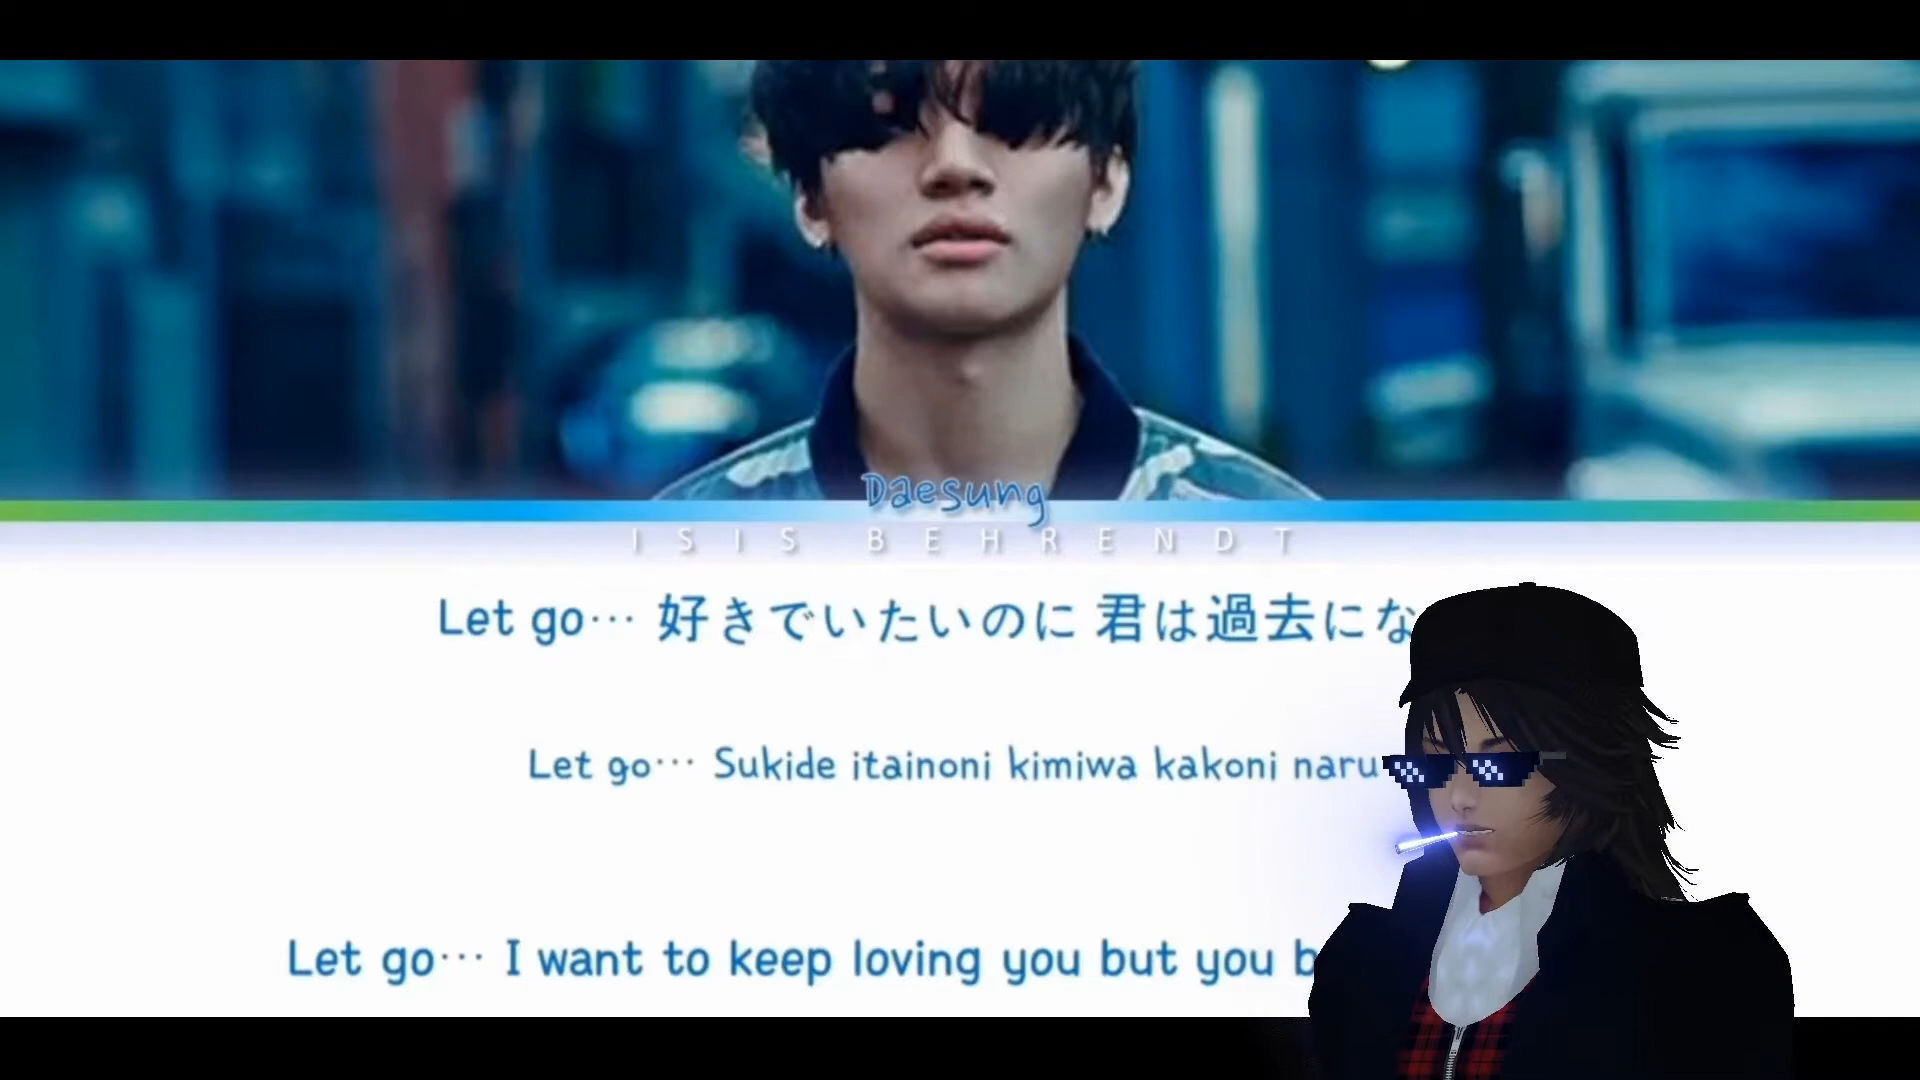 Daesung
ISIS BEHRENDT
Let go… 好きでいたいのに 君は過去にな
Let go… Sukide itainoni kimiwa kakoni naru
Let go… I want to keep loving you but you b